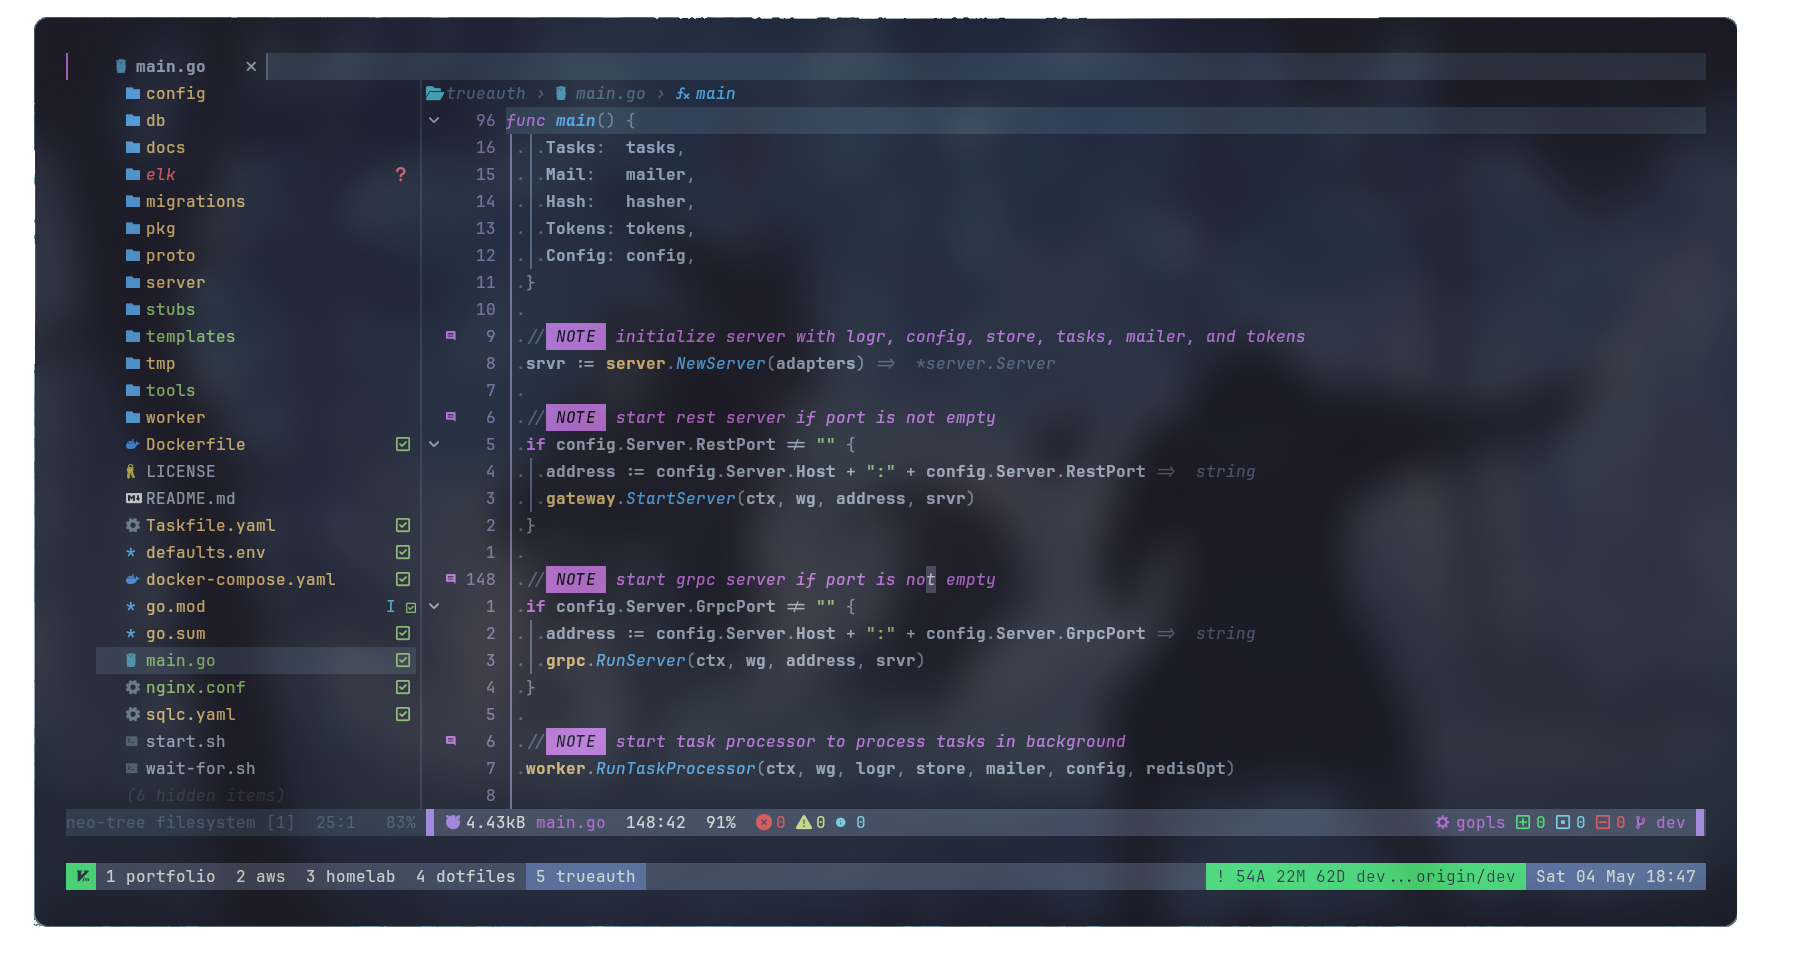 main.go ×
config
db
docs
elk ?
migrations
pkg
proto
server
stubs
templates
tmp
tools
worker
Dockerfile
LICENSE
README.md
Taskfile.yaml
defaults.env
docker-compose.yaml
go.mod I
go.sum
main.go
nginx.conf
sqlc.yaml
start.sh
wait-for.sh
(6 hidden items)
neo-tree filesystem [1] 25:1 83%
trueauth › main.go › fx main
96 func main() {
16 Tasks: tasks,
15 Mail: mailer,
14 Hash: hasher,
13 Tokens: tokens,
12 Config: config,
11 }
10
9 // NOTE initialize server with logr, config, store, tasks, mailer, and tokens
8 srvr := server.NewServer(adapters) => *server.Server
7
6 // NOTE start rest server if port is not empty
5 if config.Server.RestPort != "" {
4 address := config.Server.Host + ":" + config.Server.RestPort => string
3 gateway.StartServer(ctx, wg, address, srvr)
2 }
1
148 // NOTE start grpc server if port is not empty
1 if config.Server.GrpcPort != "" {
2 address := config.Server.Host + ":" + config.Server.GrpcPort => string
3 grpc.RunServer(ctx, wg, address, srvr)
4 }
5
6 // NOTE start task processor to process tasks in background
7 worker.RunTaskProcessor(ctx, wg, logr, store, mailer, config, redisOpt)
8
4.43kB main.go 148:42 91% 0 0 0 gopls 0 0 0 dev
1 portfolio 2 aws 3 homelab 4 dotfiles 5 trueauth ! 54A 22M 62D dev...origin/dev Sat 04 May 18:47